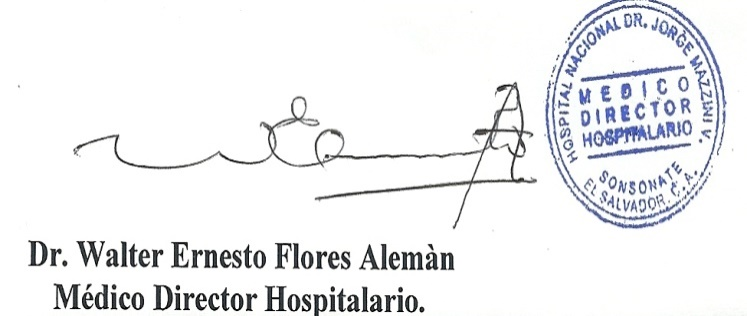 HOSPITAL NACIONAL DR. JORGE MAZZINI V.
MEDICO
DIRECTOR
HOSPITALARIO
SONSONATE
EL SALVADOR, C. A.
Dr. Walter Ernesto Flores Alemàn
Médico Director Hospitalario.